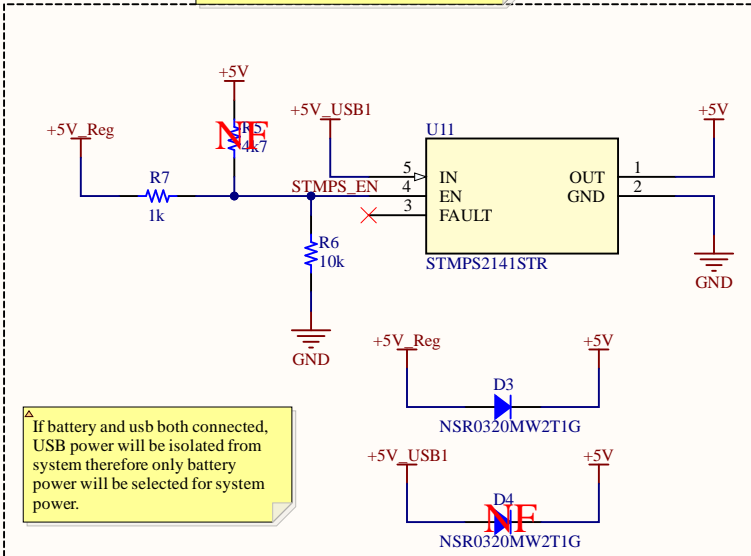 +5V
+5V_Reg
+5V_USB1
+5V
R5
NF
4k7
U11
R7
STMPS_EN
5
IN
OUT
1
4
EN
GND
2
3
FAULT
1k
R6
10k
STMPS2141STR
GND
GND
+5V_Reg
+5V
D3
NSR0320MW2T1G
If battery and usb both connected,
USB power will be isolated from
system therefore only battery
power will be selected for system
power.
+5V_USB1
+5V
D4
NF
NSR0320MW2T1G